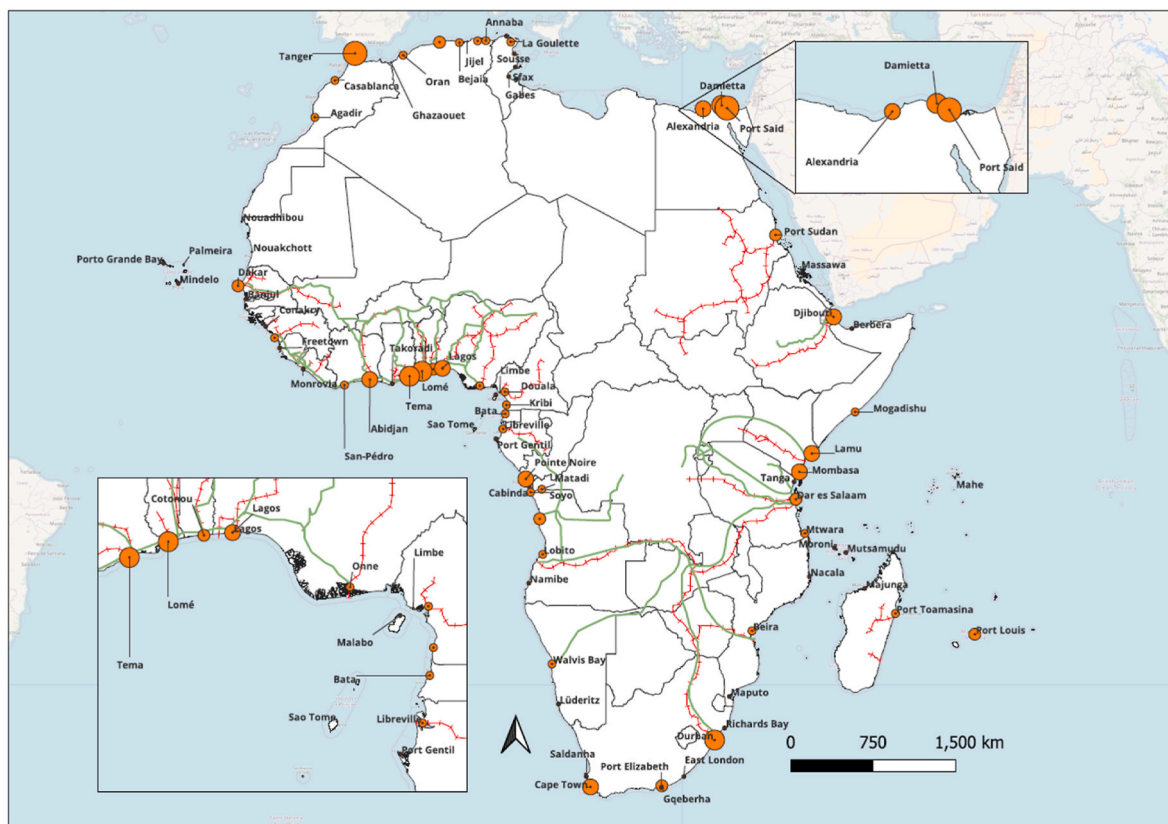 Annaba
Tanger
La Goulette
Jijel
Sousse
Oran
Bejaia
Sfax
Casablanca
Gabes
Agadir
Ghazaouet
Damietta
Alexandria
Port Said
Damietta
Alexandria
Port Said
Nouadhibou
Port Sudan
Palmeira
Nouakchott
Porto Grande Bay
Massawa
Mindelo
Dakar
Banjul
Conakry
Djibouti
Berbera
Freetown
Takoradi
Lagos
Monrovia
Limbe
Lomé
Douala
Tema
Kribi
Bata
Abidjan
Sao Tome
Libreville
Mogadishu
San-Pédro
Port Gentil
Lamu
Pointe Noire
Mombasa
Matadi
Tanga
Mahe
Cabinda
Soyo
Dar es Salaam
Cotonou
Lagos
Lagos
Mtwara
Moroni
Mutsamudu
Lobito
Limbe
Onne
Namibe
Nacala
Majunga
Lomé
Port Toamasina
Malabo
Beira
Port Louis
Tema
Walvis Bay
Bata
Maputo
Lüderitz
Sao Tome
Libreville
Richards Bay
Durban
Port Gentil
0 750 1,500 km
Saldanha
Port Elizabeth
East London
Cape Town
Gqeberha